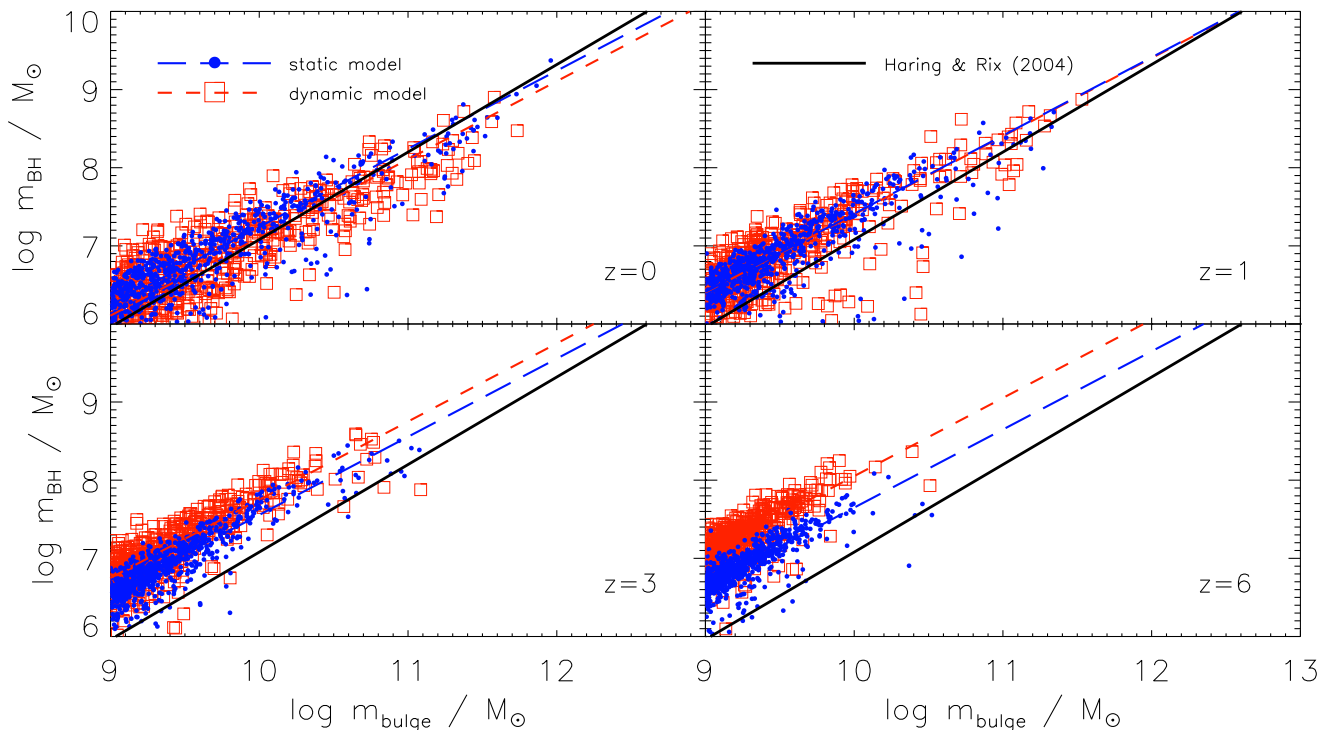 10
9
8
7
6
log m_BH / M_⊙
static model
dynamic model
z=0
Haring & Rix (2004)
z=1
9
8
7
6
log m_BH / M_⊙
z=3
z=6
9 10 11 12
9 10 11 12 13
log m_bulge / M_⊙
log m_bulge / M_⊙